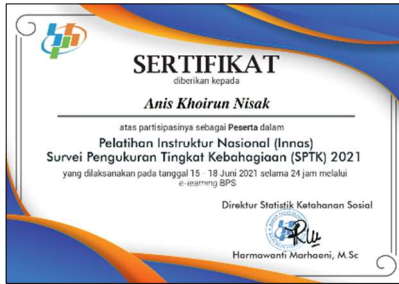 SERTIFIKAT
diberikan kepada
Anis Khoirun Nisak
atas partisipasinya sebagai Peserta dalam
Pelatihan Instruktur Nasional (Innas)
Survei Pengukuran Tingkat Kebahagiaan (SPTK) 2021
yang dilaksanakan pada tanggal 15 - 18 Juni 2021 selama 24 jam melalui
e-learning BPS
Direktur Statistik Ketahanan Sosial
Harmawanti Marhaeni, M.Sc